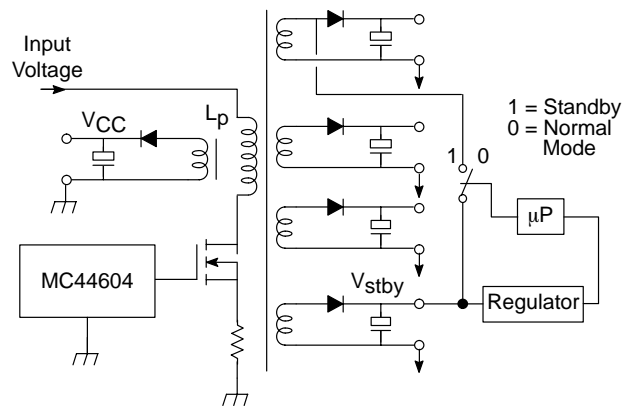 Input
Voltage
VCC
Lp
1 = Standby
0 = Normal
Mode
1 0
µP
MC44604
Vstby
Regulator